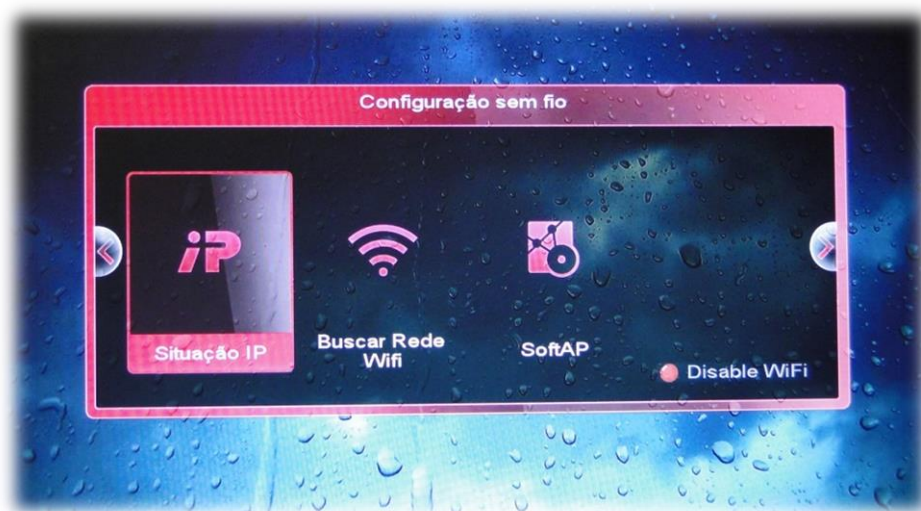 Configuração sem fio
iP
Situação IP
Buscar Rede
Wifi
SoftAP
Disable WiFi